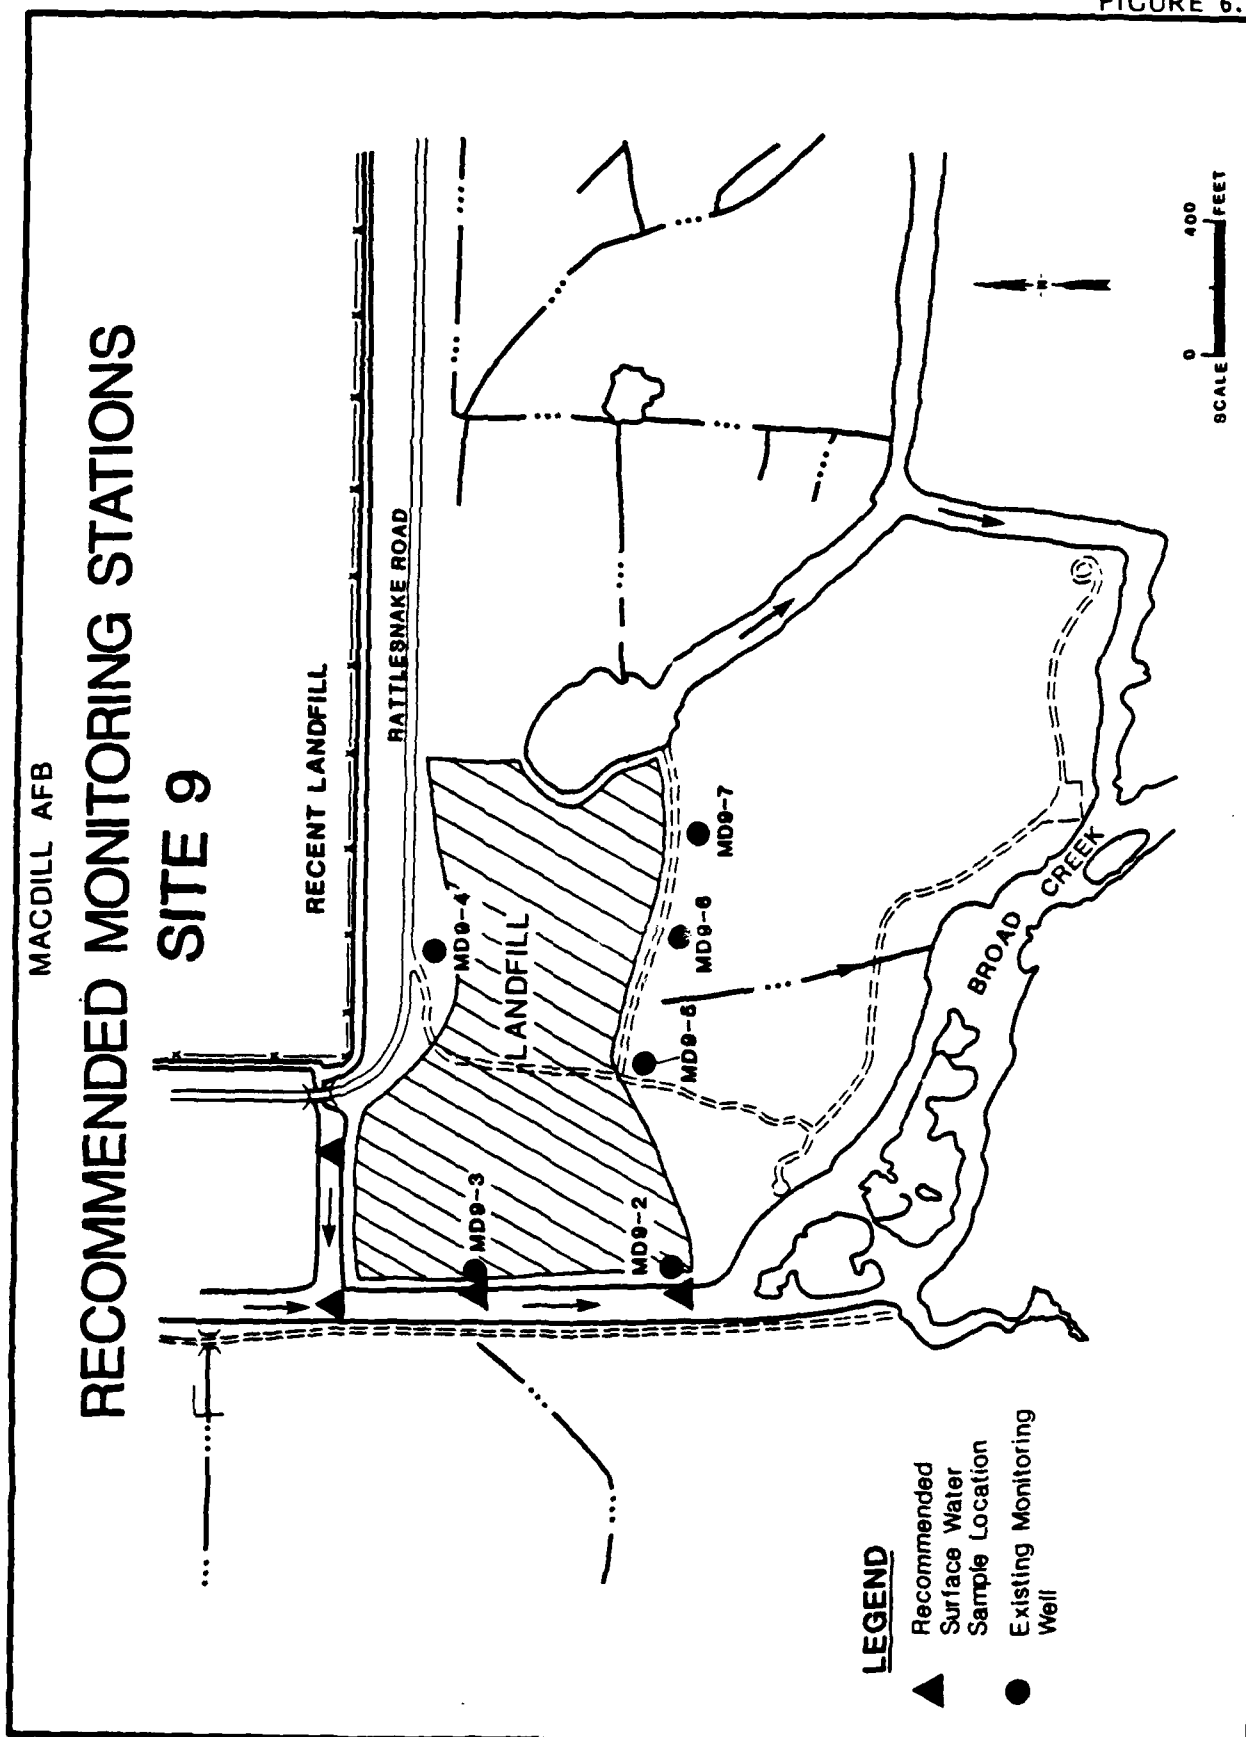 FIGURE 6.
MACDILL AFB
RECOMMENDED MONITORING STATIONS
SITE 9
RECENT LANDFILL
RATTLESNAKE ROAD
MD9-4
LANDFILL
MD9-3
MD9-2
MD9-5
MD9-6
MD9-7
BROAD
CREEK
N
0 400
SCALE FEET
LEGEND
Recommended
Surface Water
Sample Location
Existing Monitoring
Well